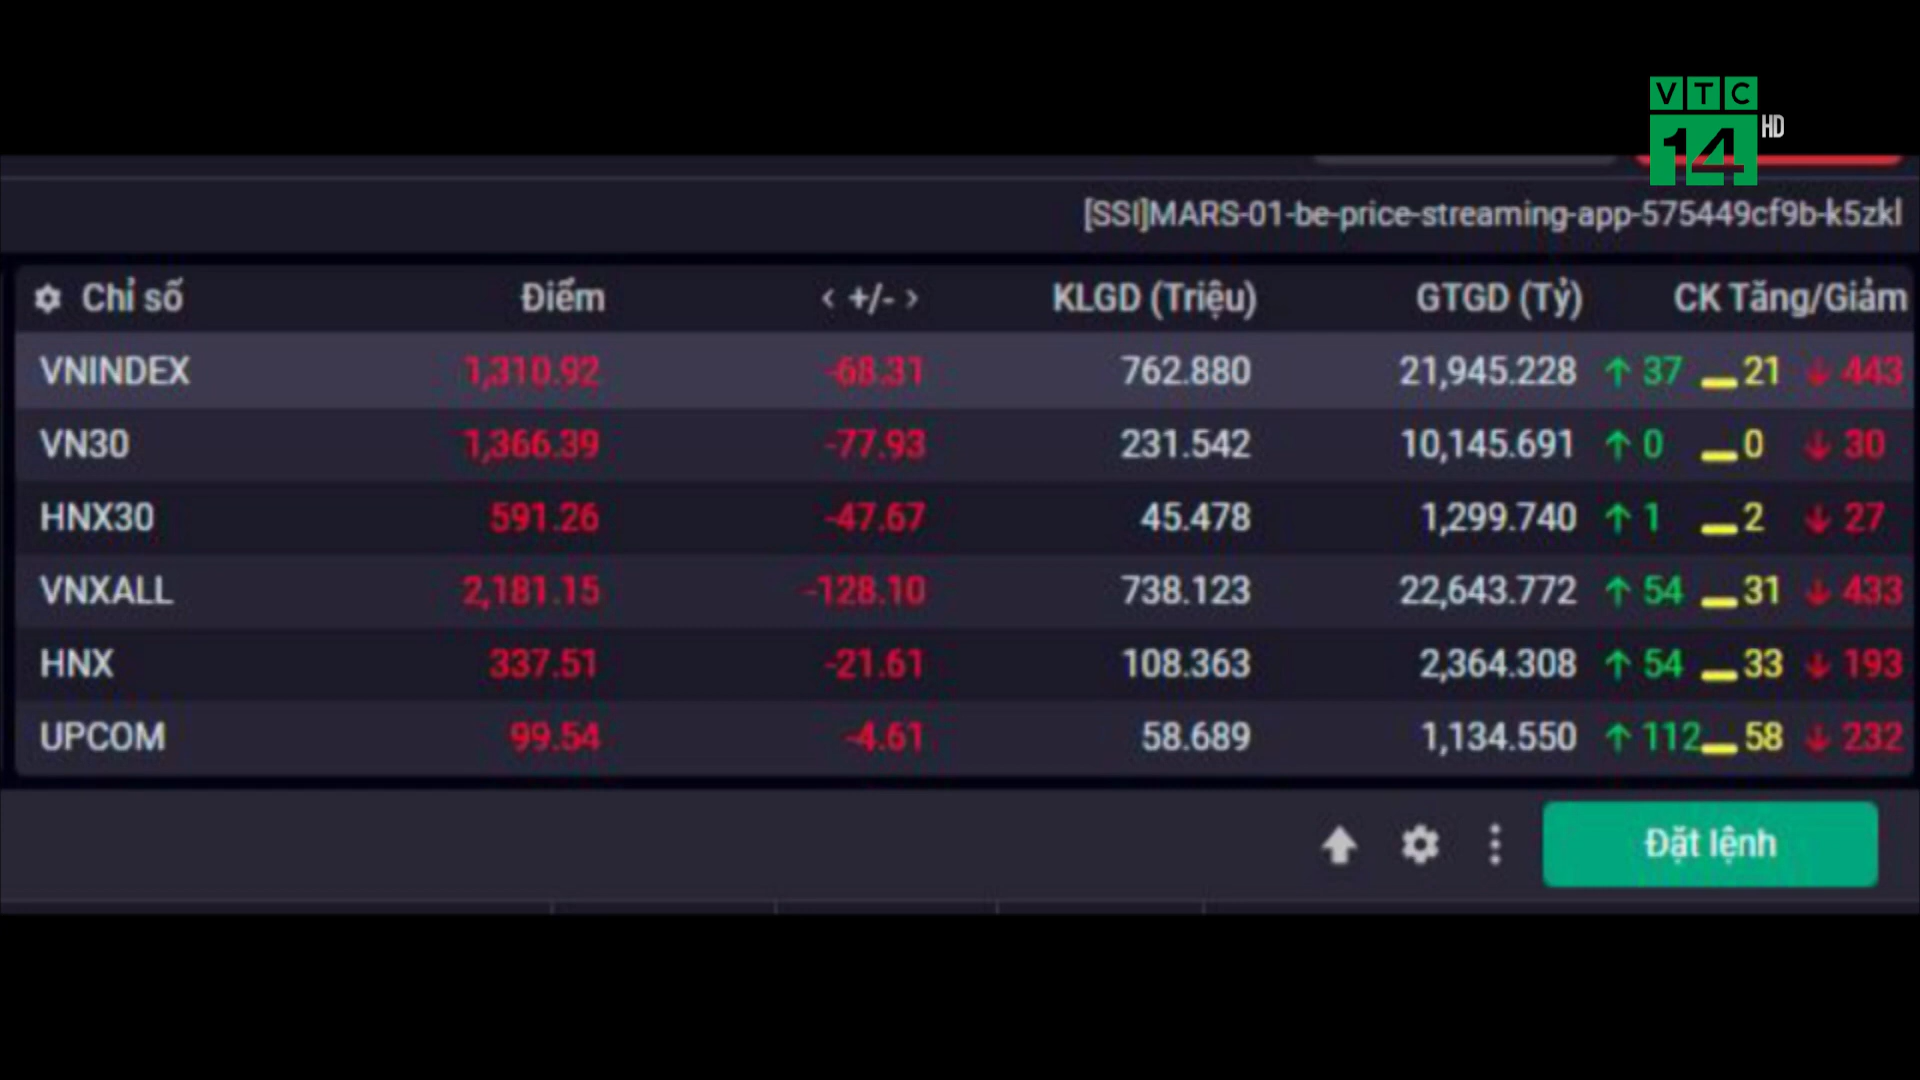 VTC
14 HD
[SSI]MARS-01-be-price-streaming-app-575449cf9b-k5zkl
Chỉ số Điểm < +/- > KLGD (Triệu) GTGD (Tỷ) CK Tăng/Giảm
VNINDEX 1,310.92 -68.31 762.880 21,945.228 ↑ 37 21 ↓ 443
VN30 1,366.39 -77.93 231.542 10,145.691 ↑ 0 0 ↓ 30
HNX30 591.26 -47.67 45.478 1,299.740 ↑ 1 2 ↓ 27
VNXALL 2,181.15 -128.10 738.123 22,643.772 ↑ 54 31 ↓ 433
HNX 337.51 -21.61 108.363 2,364.308 ↑ 54 33 ↓ 193
UPCOM 99.54 -4.61 58.689 1,134.550 ↑ 112 58 ↓ 232
Đặt lệnh